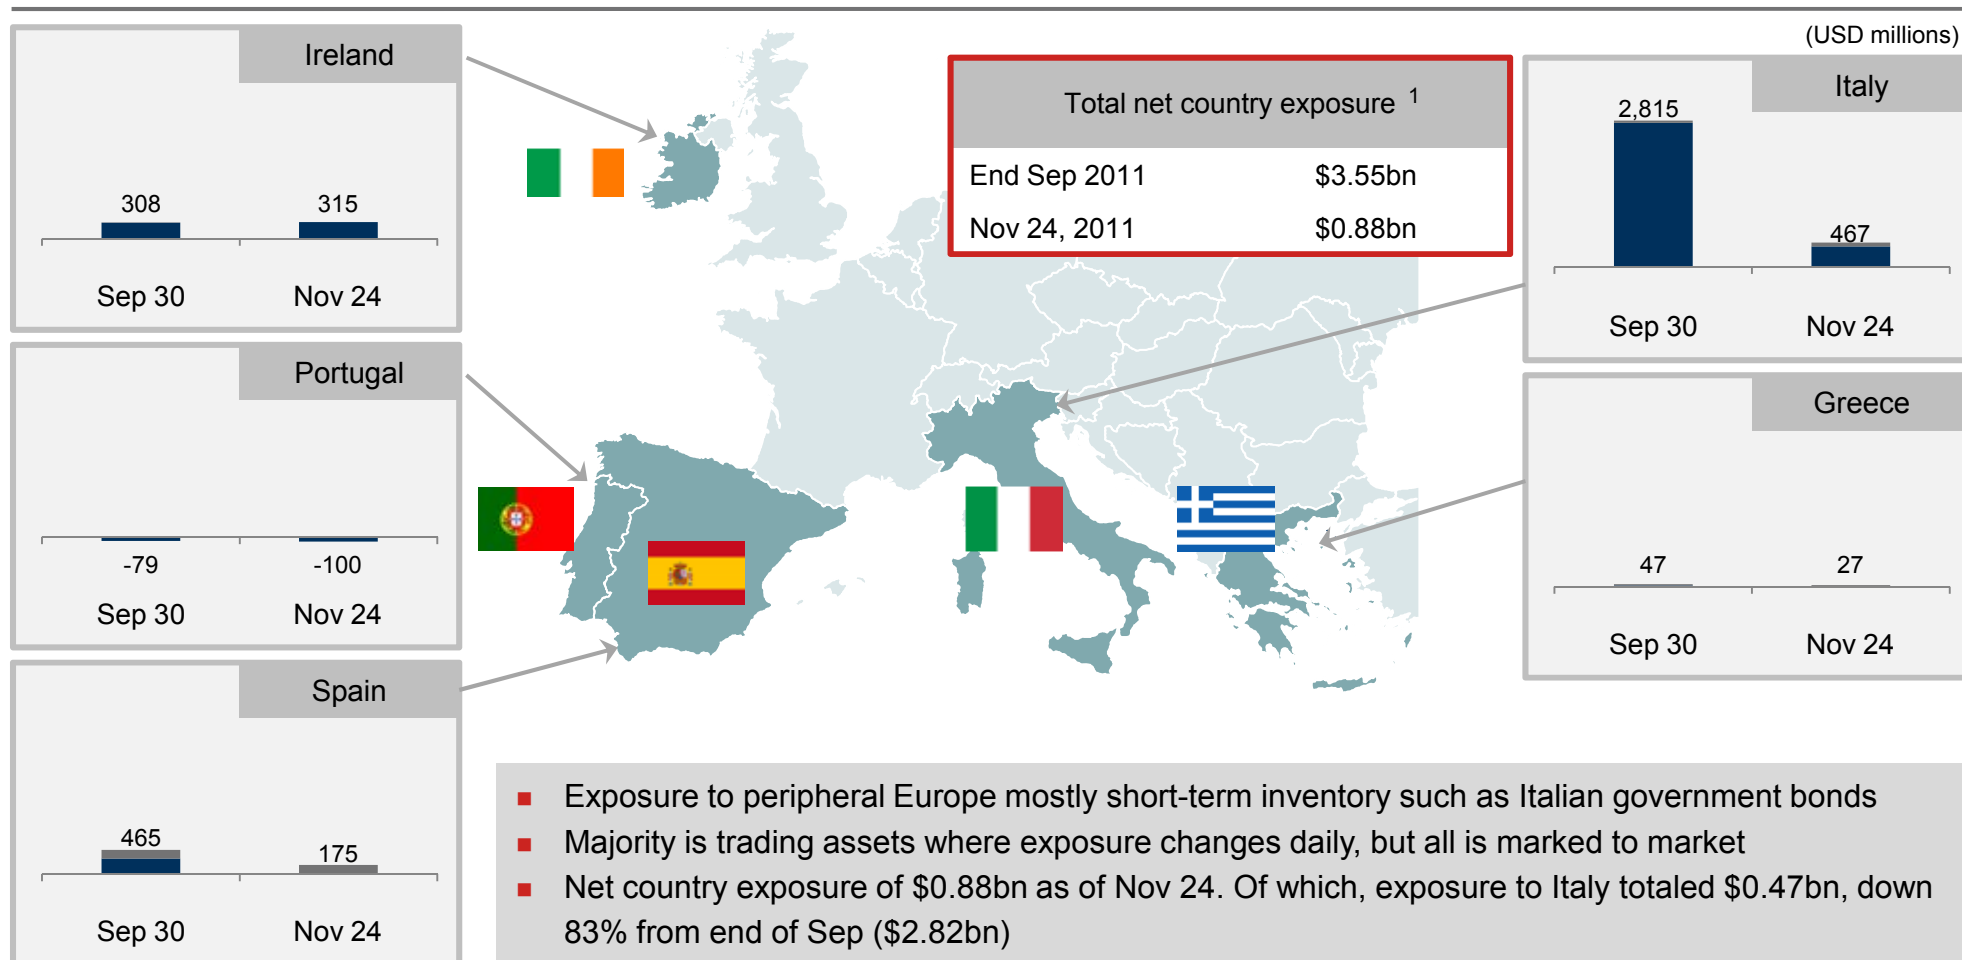 (USD millions)
Ireland
308 315
Sep 30 Nov 24
Portugal
-79 -100
Sep 30 Nov 24
Spain
465 175
Sep 30 Nov 24
Total net country exposure 1
End Sep 2011 $3.55bn
Nov 24, 2011 $0.88bn
Italy
2,815 467
Sep 30 Nov 24
Greece
47 27
Sep 30 Nov 24
Exposure to peripheral Europe mostly short-term inventory such as Italian government bonds
Majority is trading assets where exposure changes daily, but all is marked to market
Net country exposure of $0.88bn as of Nov 24. Of which, exposure to Italy totaled $0.47bn, down
83% from end of Sep ($2.82bn)